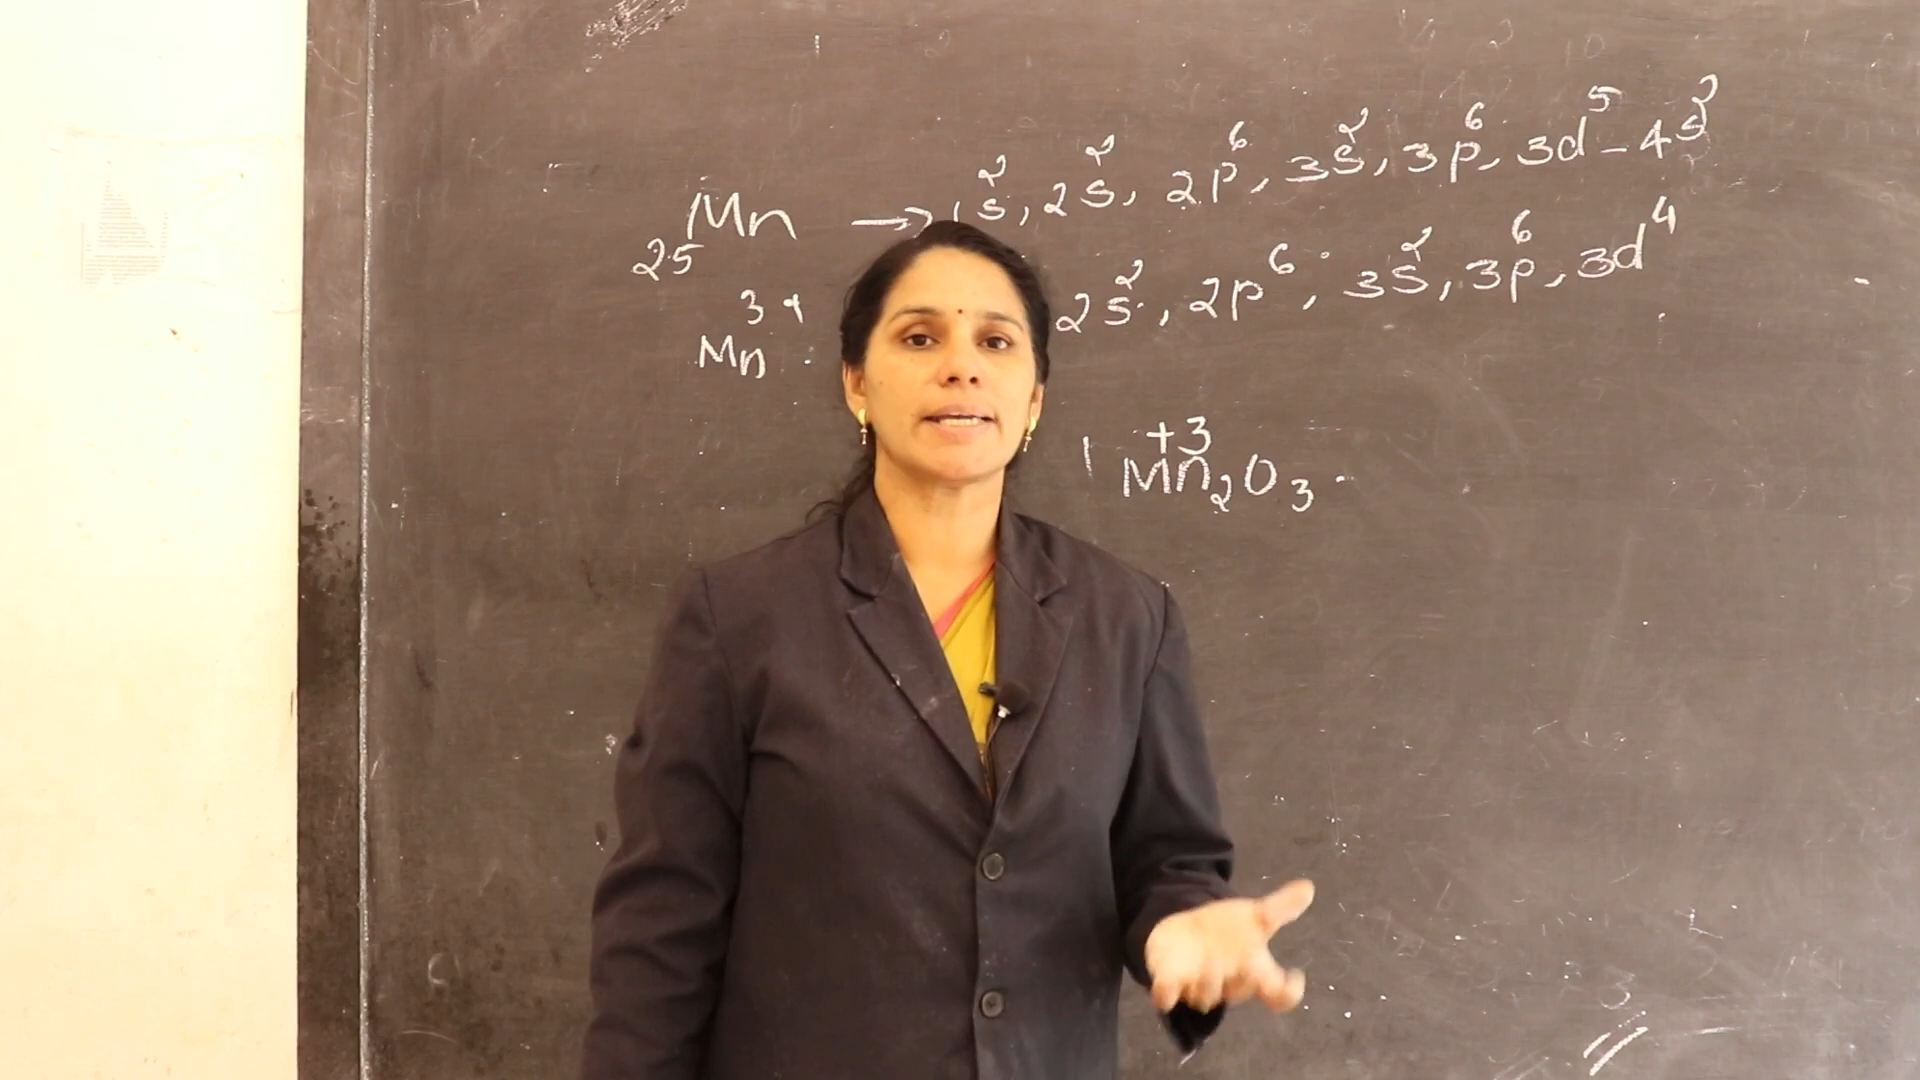 ₂₅Mn → 1s², 2s², 2p⁶, 3s², 3p⁶, 3d⁵-4s²
Mn³⁺ 2s², 2p⁶, 3s², 3p⁶, 3d⁴
+3
Mn₂O₃.